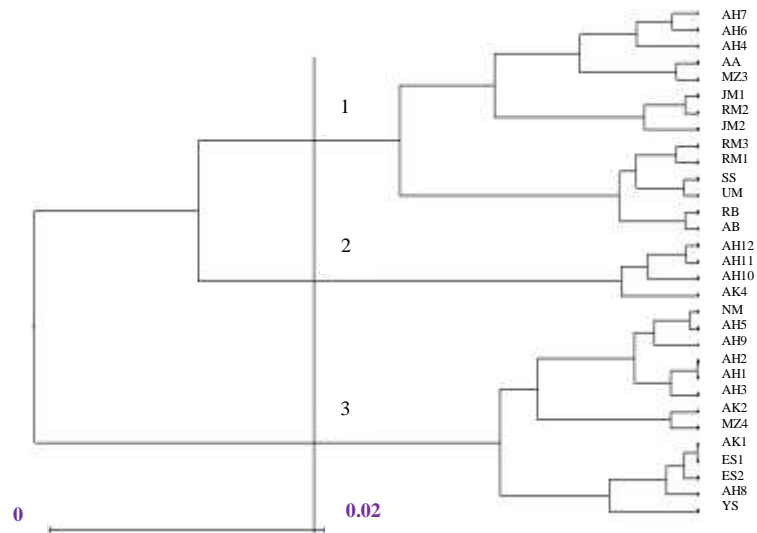 AH7
AH6
AH4
AA
MZ3
1
JM1
RM2
JM2
RM3
RM1
SS
UM
RB
AB
2
AH12
AH11
AH10
AK4
NM
AH5
AH9
AH2
AH1
AH3
3
AK2
MZ4
AK1
ES1
ES2
AH8
YS
0 0.02